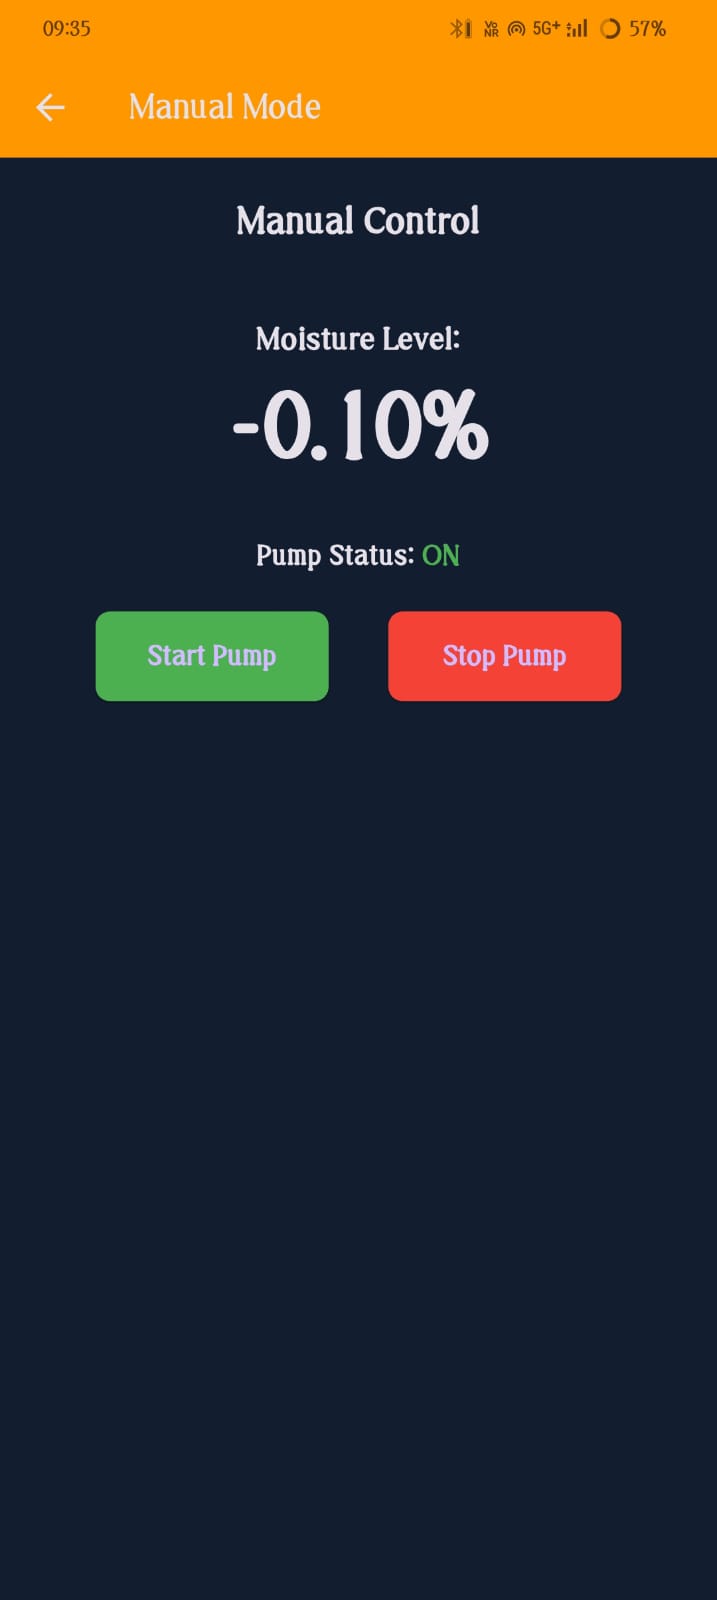 09:35 Vo NR 5G+ 57%
Manual Mode
Manual Control
Moisture Level:
-0.10%
Pump Status: ON
Start Pump Stop Pump